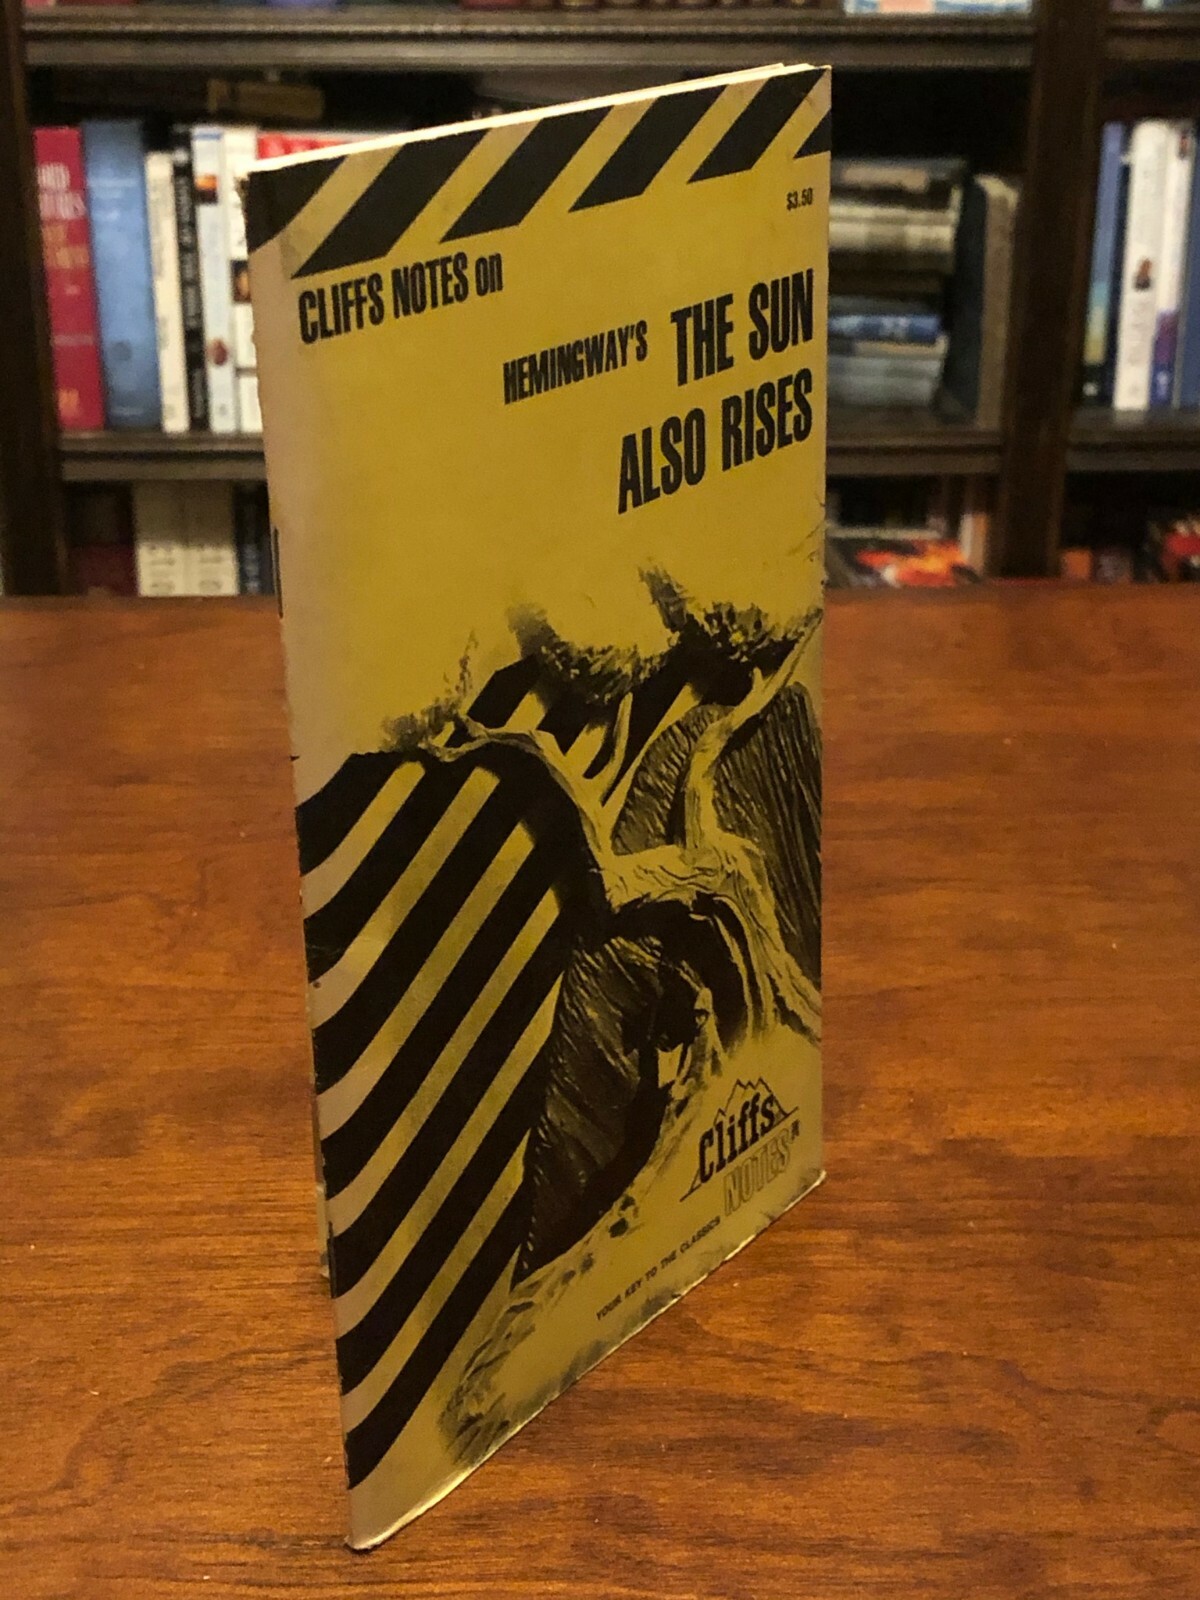 $3.50
CLIFFS NOTES on
HEMINGWAY'S THE SUN
ALSO RISES
Cliffs
NOTES®
YOUR KEY TO THE CLASSICS